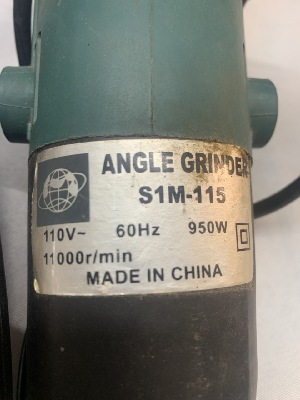 ANGLE GRINDER
S1M-115
110V~ 60Hz 950W
11000r/min
MADE IN CHINA